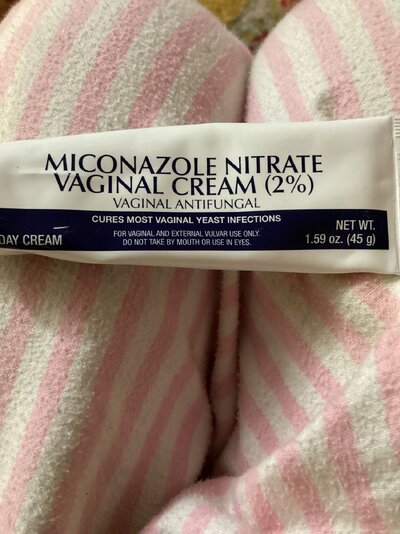 MICONAZOLE NITRATE
VAGINAL CREAM (2%)
VAGINAL ANTIFUNGAL
CURES MOST VAGINAL YEAST INFECTIONS
FOR VAGINAL AND EXTERNAL VULVAR USE ONLY.
DO NOT TAKE BY MOUTH OR USE IN EYES.
DAY CREAM
NET WT.
1.59 oz. (45 g)